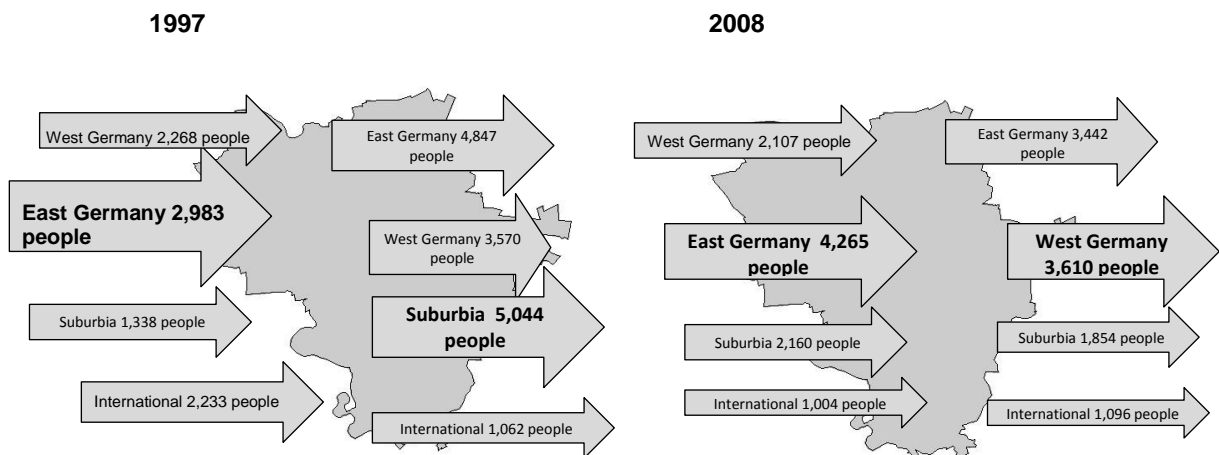 1997
West Germany 2,268 people
East Germany 2,983
people
Suburbia 1,338 people
International 2,233 people
East Germany 4,847
people
West Germany 3,570
people
Suburbia 5,044
people
International 1,062 people
2008
West Germany 2,107 people
East Germany 4,265
people
Suburbia 2,160 people
International 1,004 people
East Germany 3,442
people
West Germany
3,610 people
Suburbia 1,854 people
International 1,096 people